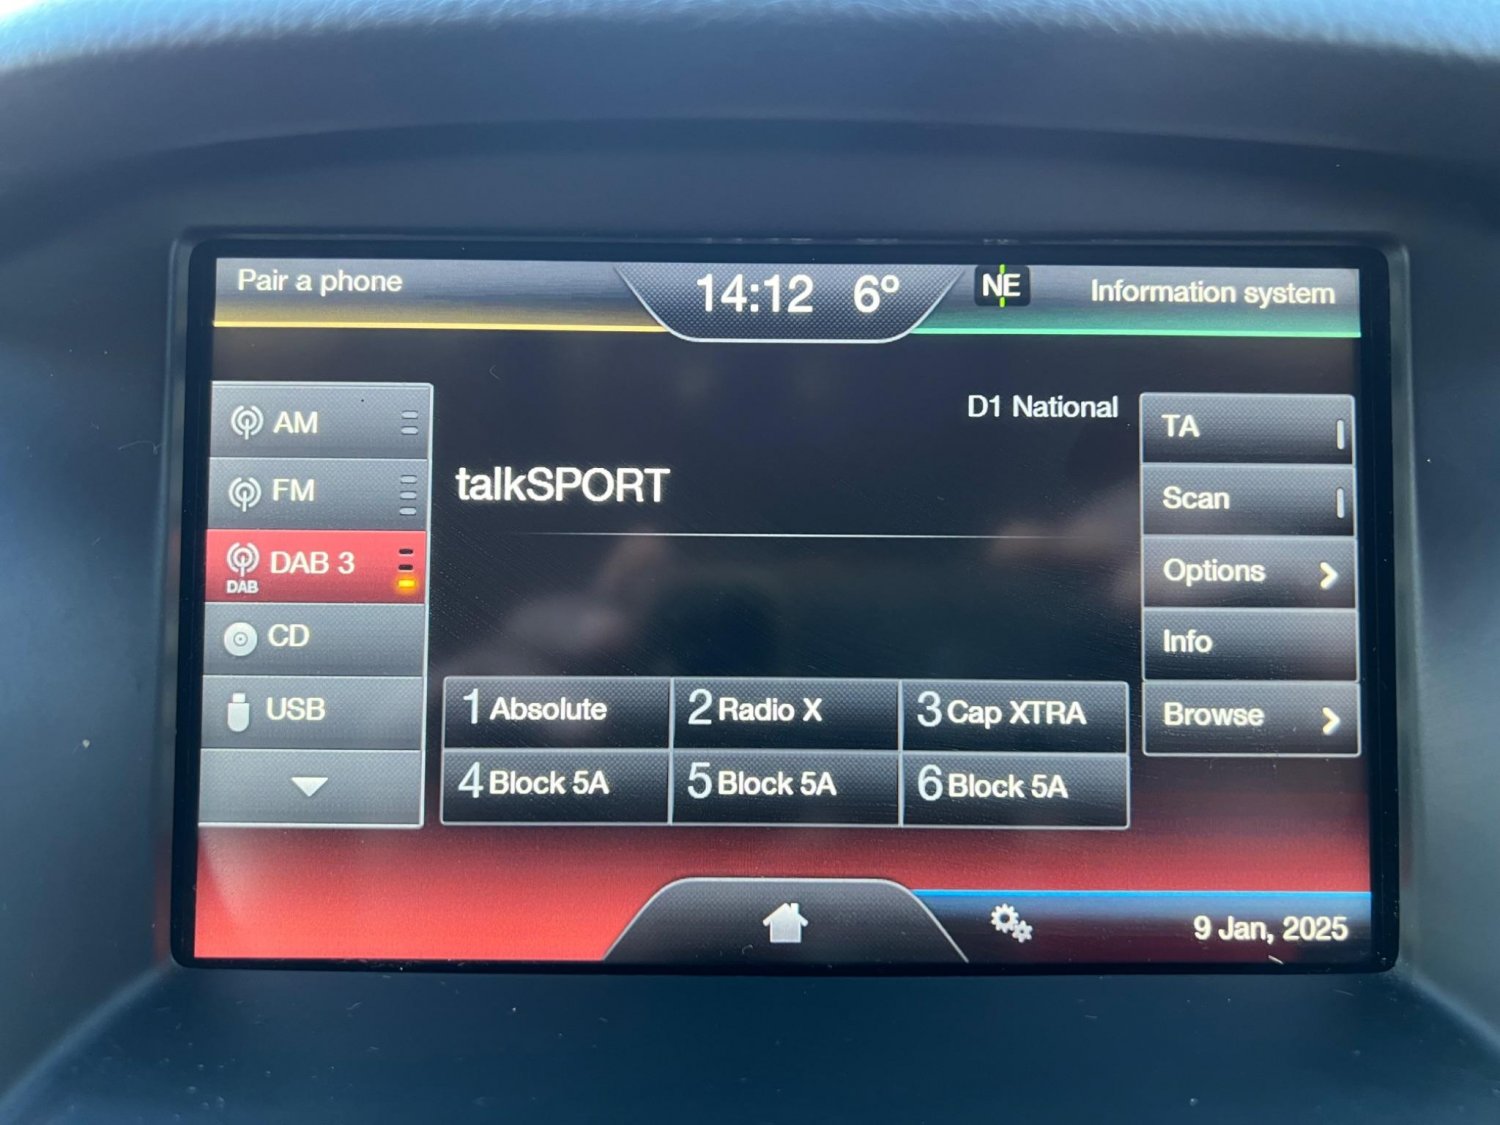 Pair a phone
14:12 6°
NE
Information system
AM
FM
DAB DAB 3
CD
USB
D1 National
talkSPORT
1 Absolute
2 Radio X
3 Cap XTRA
4 Block 5A
5 Block 5A
6 Block 5A
TA
Scan
Options
Info
Browse
9 Jan, 2025